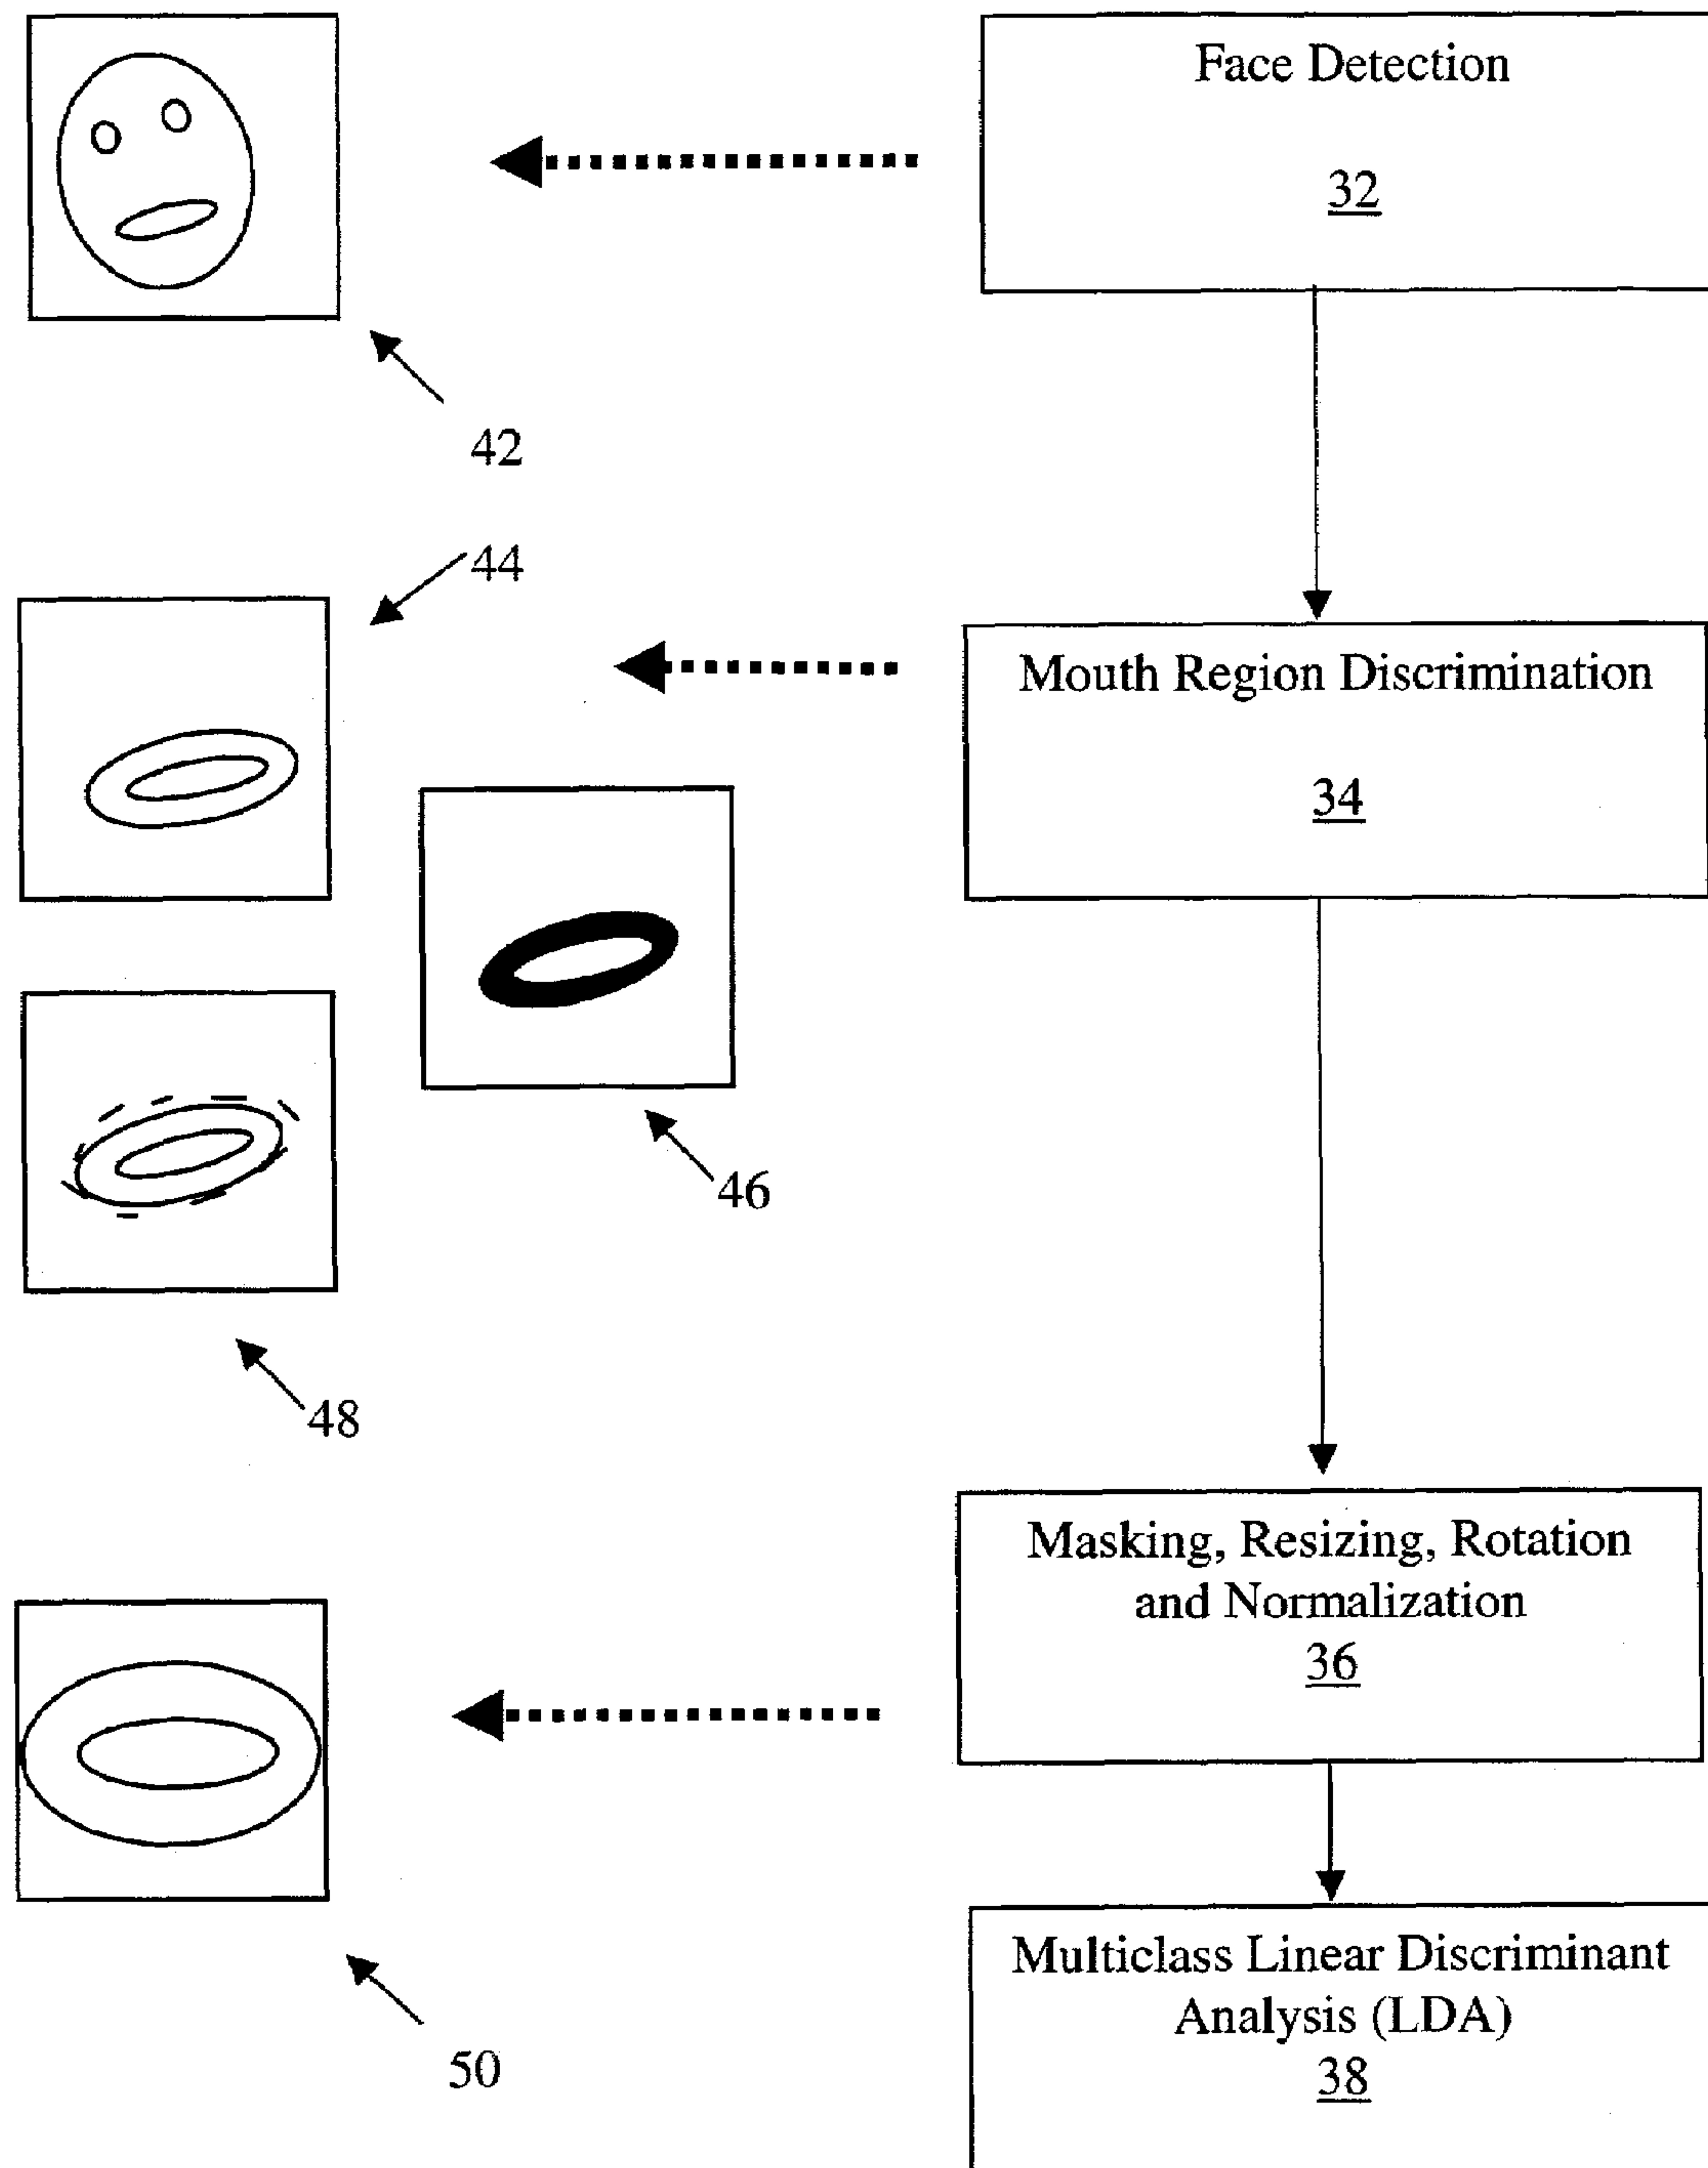 Face Detection
32
42
44
Mouth Region Discrimination
34
46
48
Masking, Resizing, Rotation
and Normalization
36
50
Multiclass Linear Discriminant
Analysis (LDA)
38